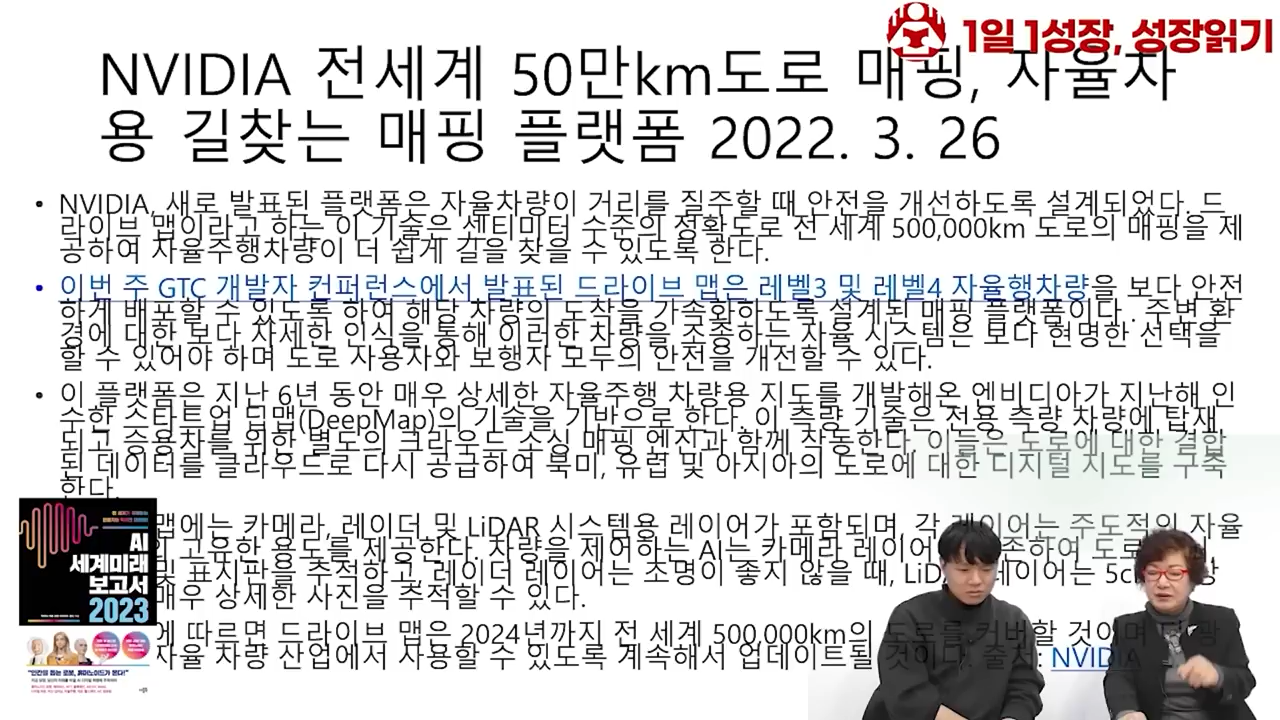 1일 1성장, 성장읽기
NVIDIA 전세계 50만km도로 매핑, 자율차
용 길찾는 매핑 플랫폼 2022. 3. 26
• NVIDIA, 새로 발표된 플랫폼은 자율차량이 거리를 질주할 때 안전을 개선하도록 설계되었다. 드
라이브 맵이라고 하는 이 기술은 센티미터 수준의 정확도로 전 세계 500,000km 도로의 매핑을 제
공하여 자율주행차량이 더 쉽게 길을 찾을 수 있도록 한다.
• 이번 주 GTC 개발자 컨퍼런스에서 발표된 드라이브 맵은 레벨3 및 레벨4 자율행차량을 보다 안전
하게 배포할 수 있도록 하여 해당 차량의 도착을 가속화하도록 설계된 매핑 플랫폼이다. 주변 환
경에 대한 보다 자세한 인식을 통해 이러한 차량을 조종하는 자율 시스템은 보다 현명한 선택을
할 수 있어야 하며 도로 사용자와 보행자 모두의 안전을 개선할 수 있다.
• 이 플랫폼은 지난 6년 동안 매우 상세한 자율주행 차량용 지도를 개발해온 엔비디아가 지난해 인
수한 스타트업 딥맵(DeepMap)의 기술을 기반으로 한다. 이 측량 기술은 전용 측량 차량에 탑재
되고 승용차를 위한 별도의 크라우드 소싱 매핑 엔진과 함께 작동한다. 이들은 도로에 대한 결합
된 데이터를 클라우드로 다시 공급하여 북미, 유럽 및 아시아의 도로에 대한 디지털 지도를 구축
한다.
맵에는 카메라, 레이더 및 LiDAR 시스템용 레이어가 포함되며, 각 레이어는 주도적인 자율
고유한 용도를 제공한다. 차량을 제어하는 AI는 카메라 레이어 존하여 도로
및 표시판을 추적하고, 레이더 레이어는 조명이 좋지 않을 때, LiD 레이어는 5c 상
매우 상세한 사진을 추적할 수 있다.
에 따르면 드라이브 맵은 2024년까지 전 세계 500,000km의 도로를 커버할 것이며
자율 차량 산업에서 사용할 수 있도록 계속해서 업데이트될 것이다. 출처: NVIDIA
AI
세계미래
보고서
2023
"인간을 돕는 로봇, 휴머노이드가 온다!"